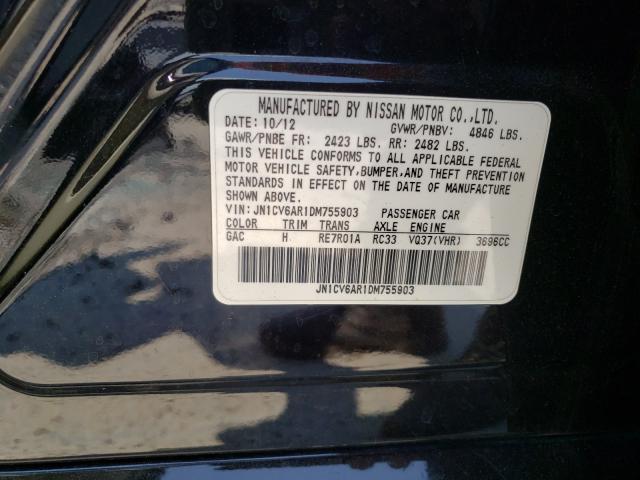 MANUFACTURED BY NISSAN MOTOR CO.,LTD.
DATE: 10/12 GVWR/PNBV: 4846 LBS.
GAWR/PNBE FR: 2423 LBS. RR: 2482 LBS.
THIS VEHICLE CONFORMS TO ALL APPLICABLE FEDERAL
MOTOR VEHICLE SAFETY,BUMPER,AND THEFT PREVENTION
STANDARDS IN EFFECT ON THE DATE OF MANUFACTURE
SHOWN ABOVE.
VIN: JN1CV6AR1DM755903 PASSENGER CAR
COLOR TRIM TRANS AXLE ENGINE
GAC H RE7R01A RC33 VQ37(VHR) 3696CC
JN1CV6AR1DM755903